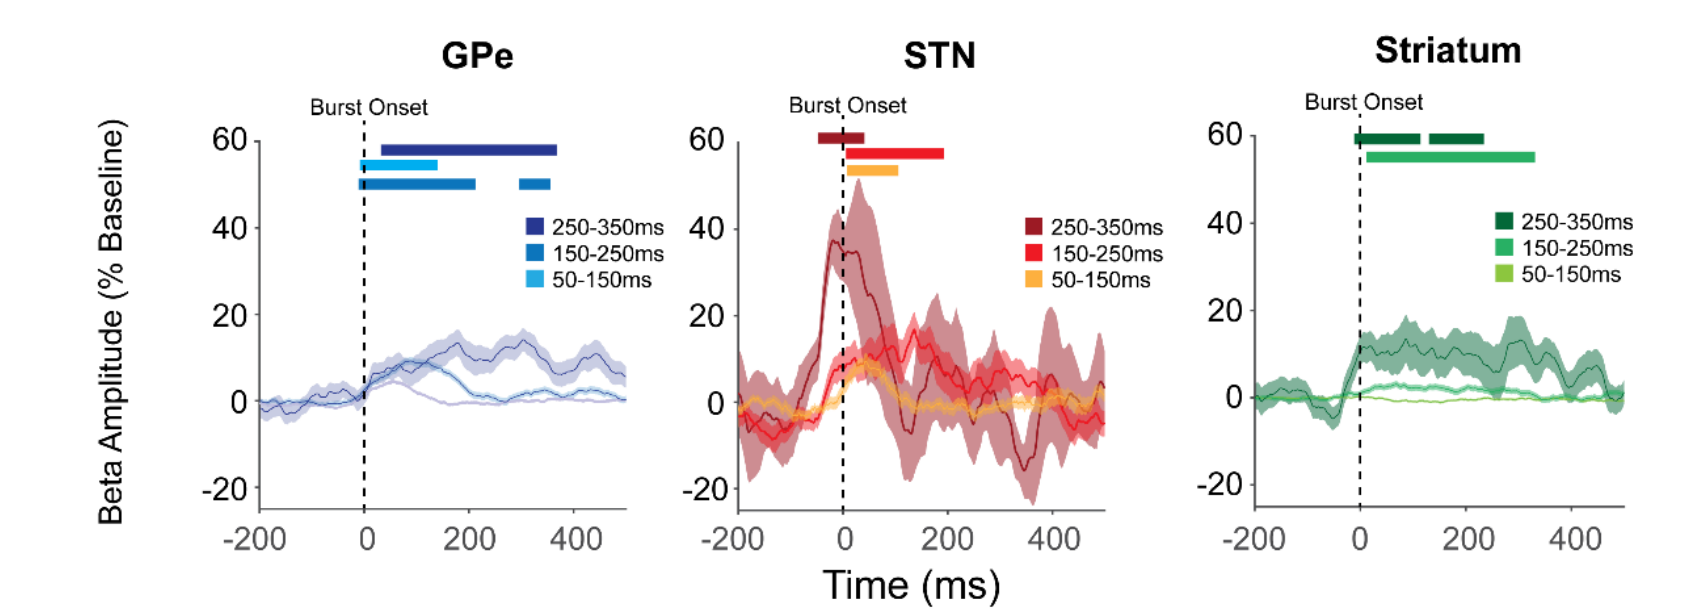 GPe
STN
Striatum
Burst Onset
Burst Onset
Burst Onset
Beta Amplitude (% Baseline)
60
40
20
0
-20
250-350ms
150-250ms
50-150ms
-200 0 200 400
60
40
20
0
-20
250-350ms
150-250ms
50-150ms
-200 0 200 400
60
40
20
0
-20
250-350ms
150-250ms
50-150ms
-200 0 200 400
Time (ms)